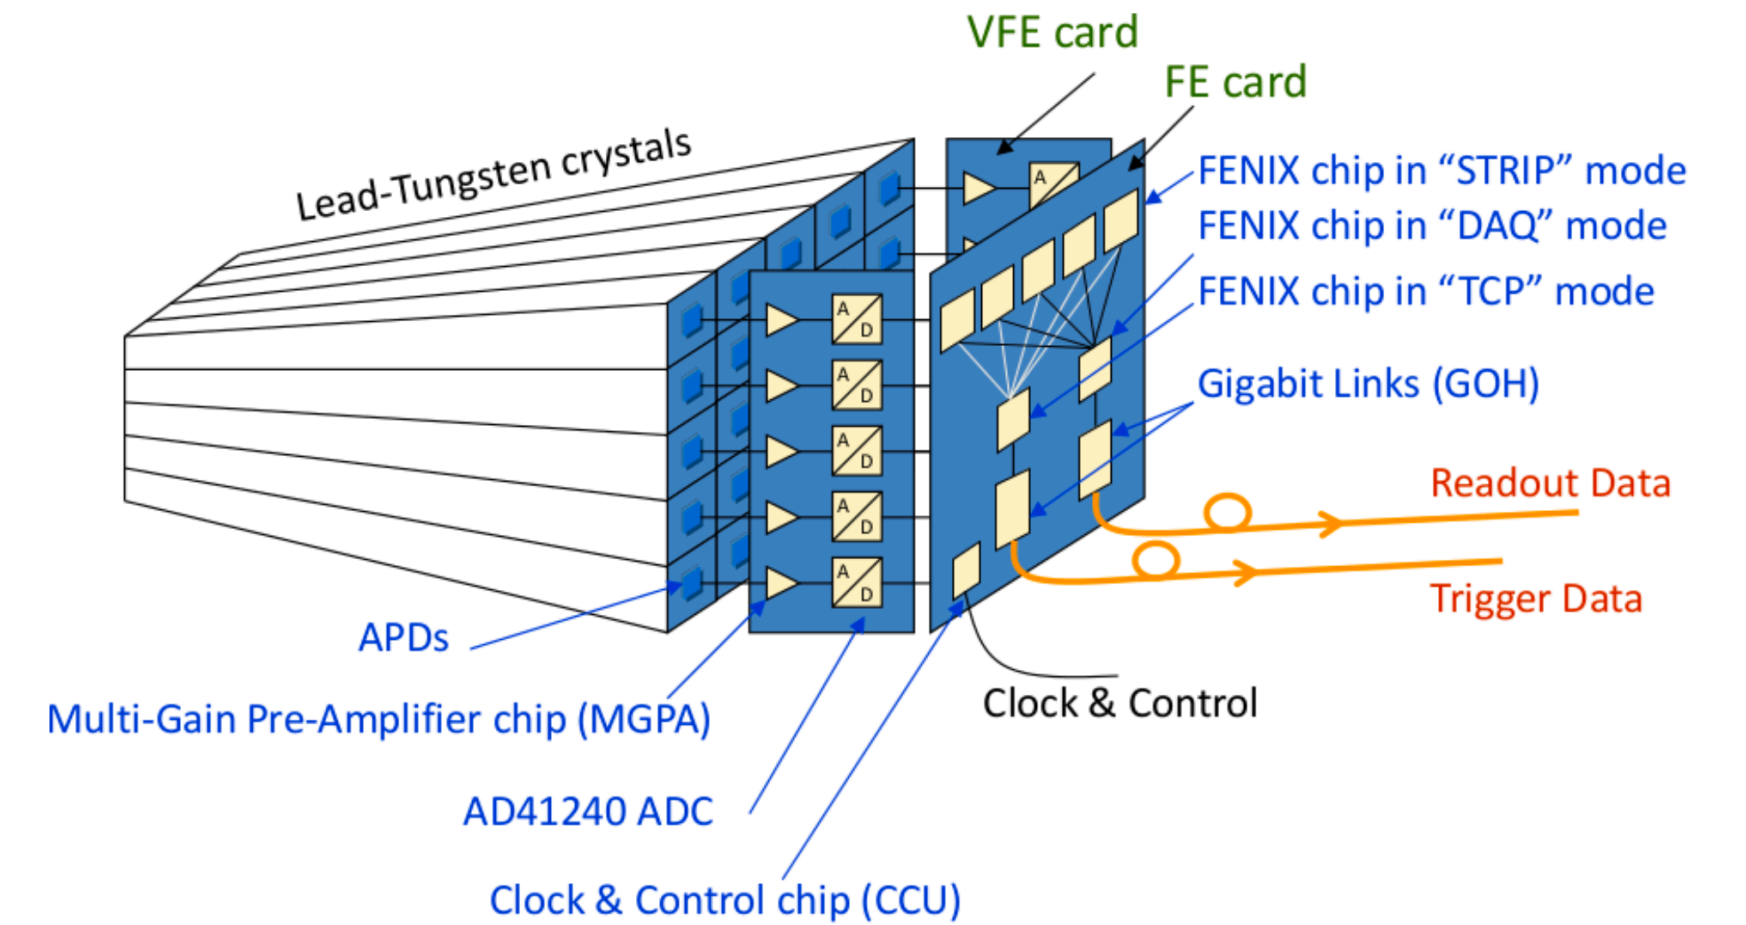 VFE card
FE card
Lead-Tungsten crystals
FENIX chip in “STRIP” mode
FENIX chip in “DAQ” mode
FENIX chip in “TCP” mode
Gigabit Links (GOH)
A
A
D
A
D
A
D
A
D
A
D
Readout Data
Trigger Data
APDs
Clock & Control
Multi-Gain Pre-Amplifier chip (MGPA)
AD41240 ADC
Clock & Control chip (CCU)